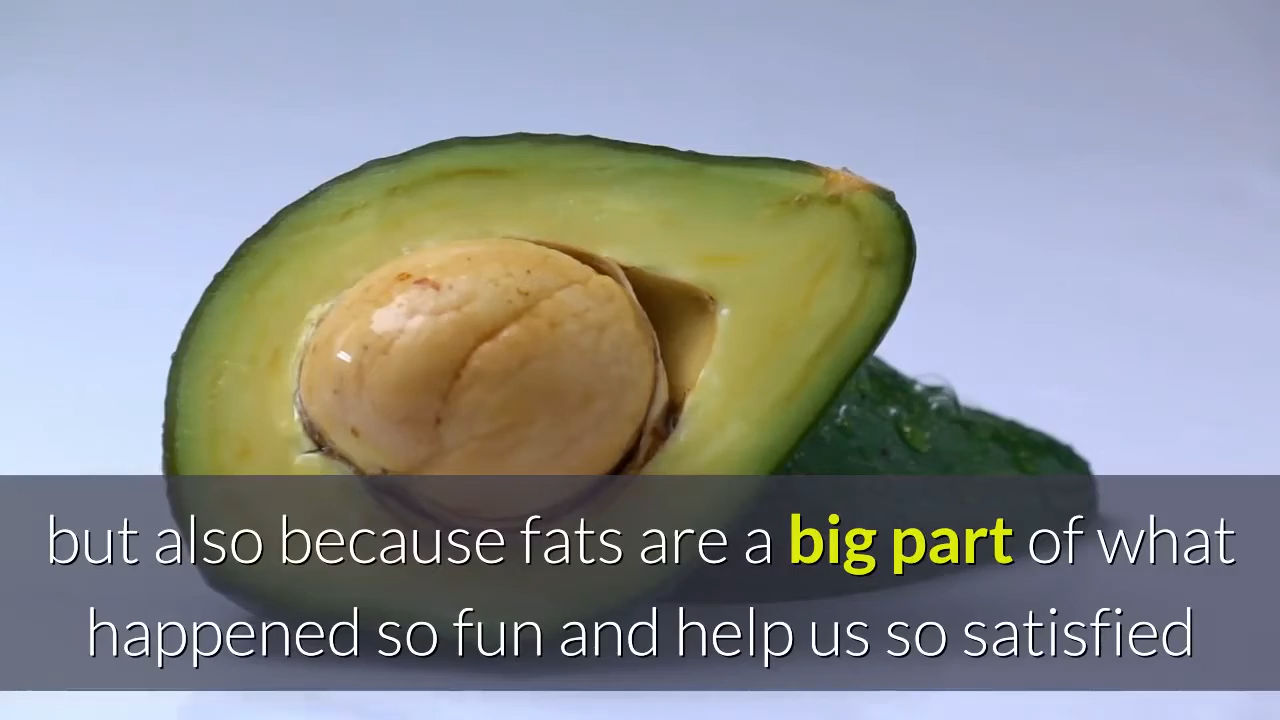 but also because fats are a big part of what
happened so fun and help us so satisfied